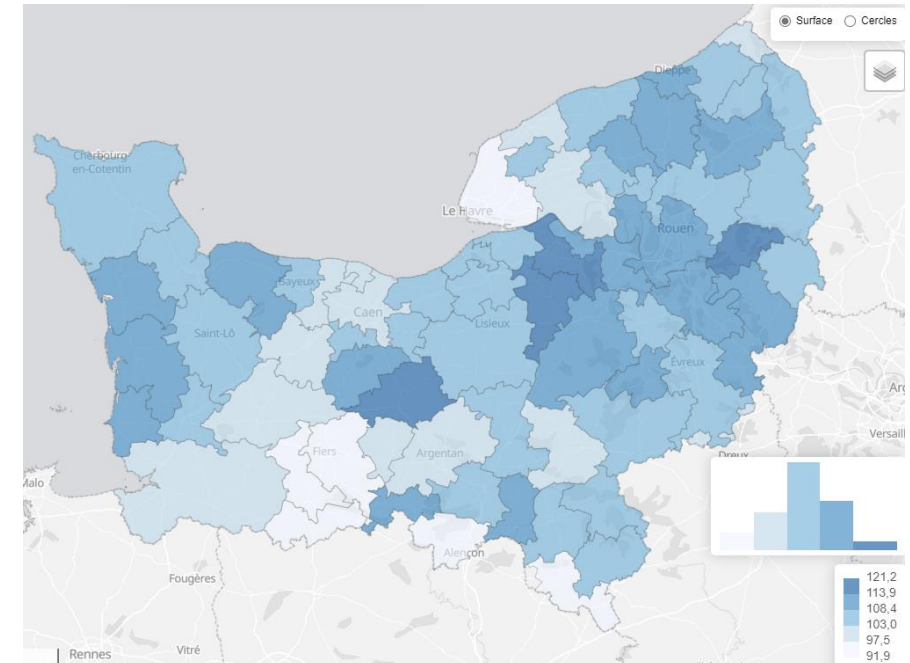 Surface Cercles
Dieppe
Cherbourg-
en-Cotentin
Le Havre
Rouen
Bayeux
Caen
Saint-Lô
Lisieux
Évreux
Flers
Argentan
Dreux
Versaill
Malo
Alençon
Fougères
Vitré
Rennes
121,2
113,9
108,4
103,0
97,5
91,9